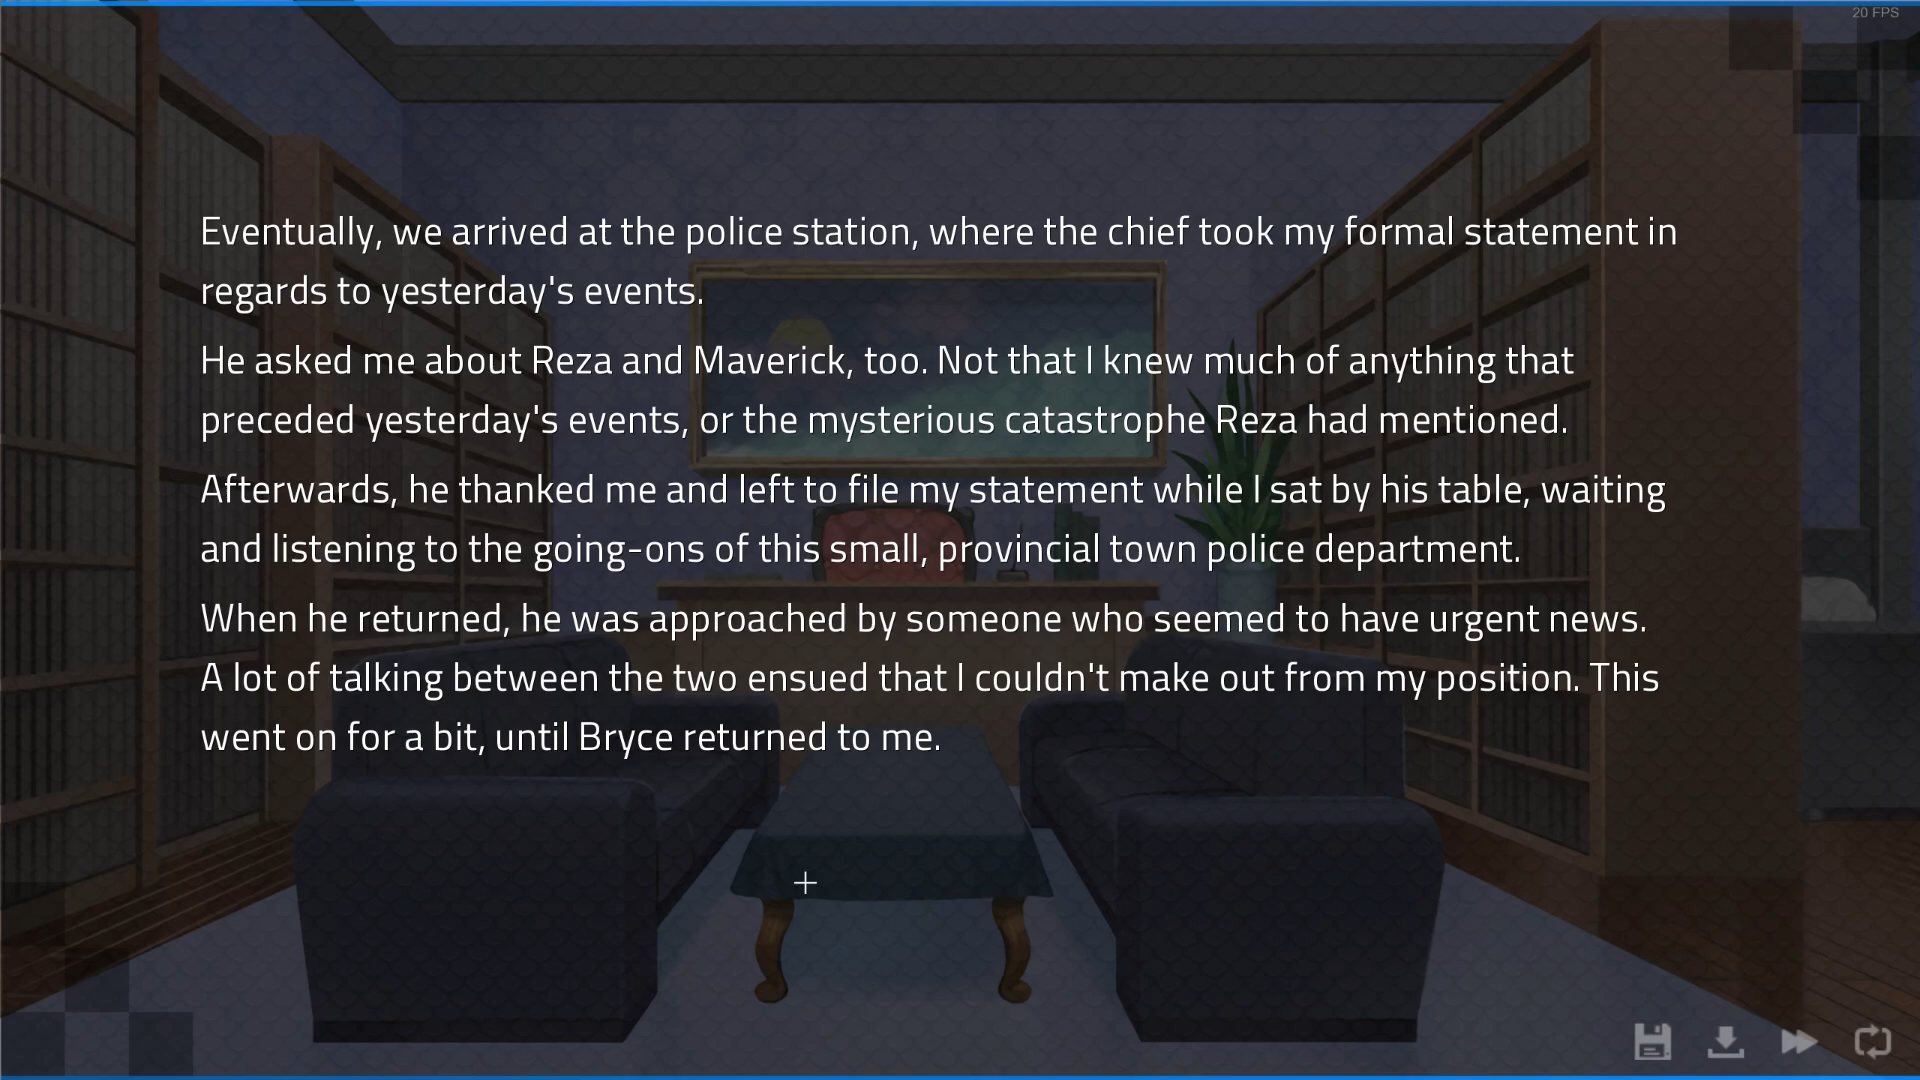 20 FPS
Eventually, we arrived at the police station, where the chief took my formal statement in
regards to yesterday's events.
He asked me about Reza and Maverick, too. Not that I knew much of anything that
preceded yesterday's events, or the mysterious catastrophe Reza had mentioned.
Afterwards, he thanked me and left to file my statement while I sat by his table, waiting
and listening to the going-ons of this small, provincial town police department.
When he returned, he was approached by someone who seemed to have urgent news.
A lot of talking between the two ensued that I couldn't make out from my position. This
went on for a bit, until Bryce returned to me.